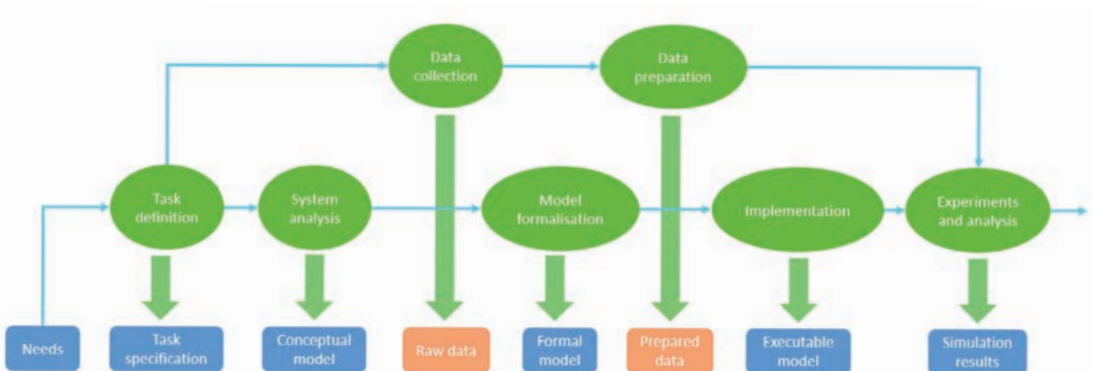 Data
collection
Data
preparation
Task
definition
System
analysis
Model
formalisation
Implementation
Experiments
and analysis
Needs
Task
specification
Conceptual
model
Raw data
Formal
model
Prepared
data
Executable
model
Simulation
results